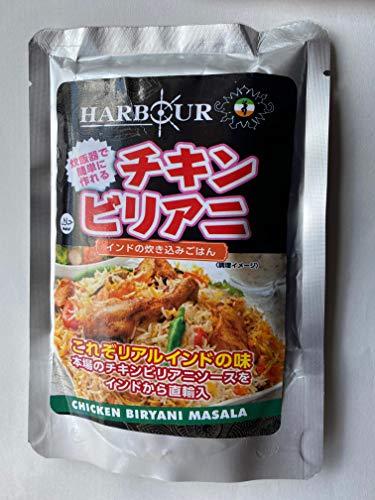 HARBOUR
炊飯器で
簡単に
作れる
チキン
ビリアニ
インドの炊き込みごはん
(調理イメージ)
これぞリアルインドの味
本場のチキンビリアニソースを
インドから直輸入
CHICKEN BIRYANI MASALA